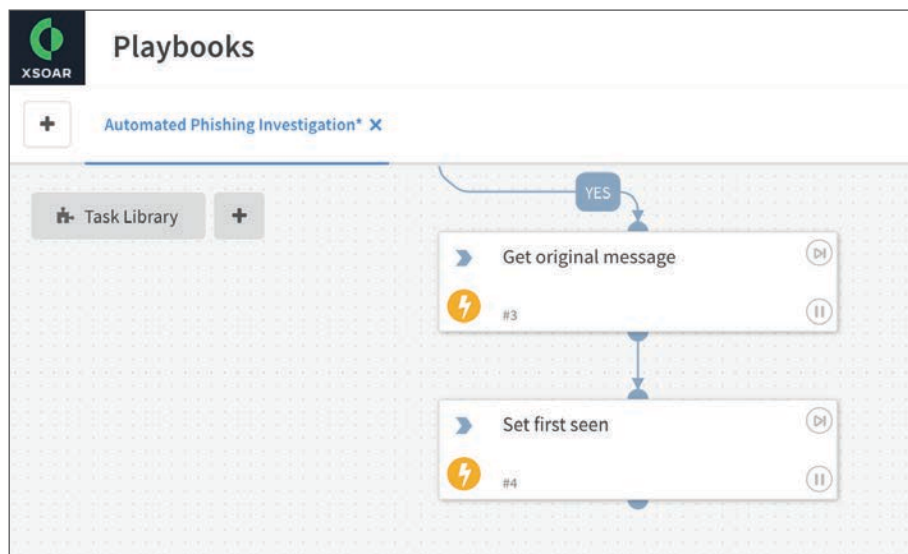 XSOAR
Playbooks
+
Automated Phishing Investigation* ×
Task Library
+
YES
Get original message
#3
Set first seen
#4